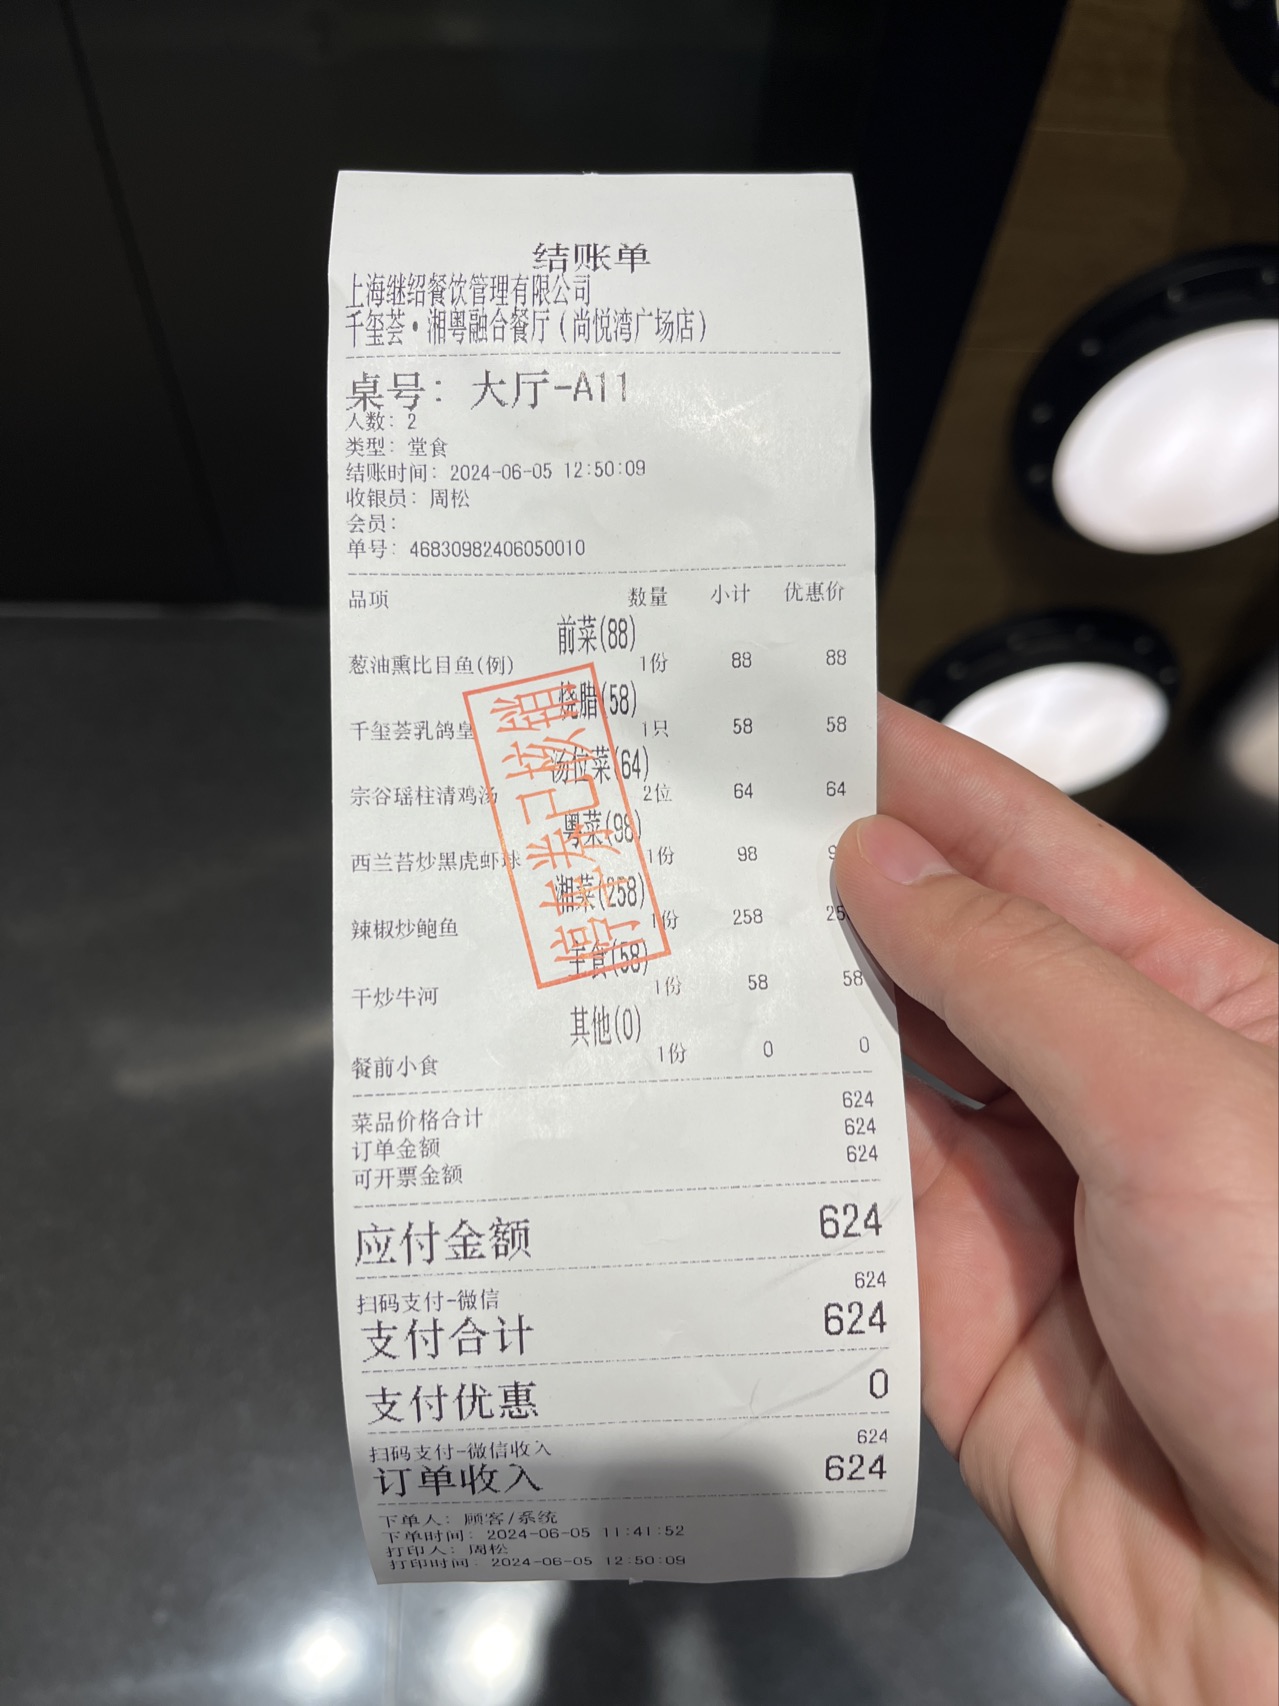 结账单
上海继绍餐饮管理有限公司
千玺荟·湘粤融合餐厅(尚悦湾广场店)
桌号: 大厅-A11
人数: 2
类型: 堂食
结账时间: 2024-06-05 12:50:09
收银员: 周松
会员:
单号: 46830982406050010
品项 数量 小计 优惠价
前菜(88)
葱油熏比目鱼(例) 1份 88 88
烧腊(58)
千玺荟乳鸽皇 1只 58 58
汤位菜(64)
宗谷瑶柱清鸡汤 2位 64 64
粤菜(98)
西兰苔炒黑虎虾球 1份 98 9
湘菜(258)
辣椒炒鲍鱼 1份 258 25
主食(58)
干炒牛河 1份 58 58
其他(0)
餐前小食 1份 0 0
菜品价格合计 624
订单金额 624
可开票金额 624
应付金额 624
扫码支付-微信 624
支付合计 624
支付优惠 0
扫码支付-微信收入 624
订单收入 624
下单人: 顾客/系统
下单时间: 2024-06-05 11:41:52
打印人: 周松
打印时间: 2024-06-05 12:50:09
停车券已核销